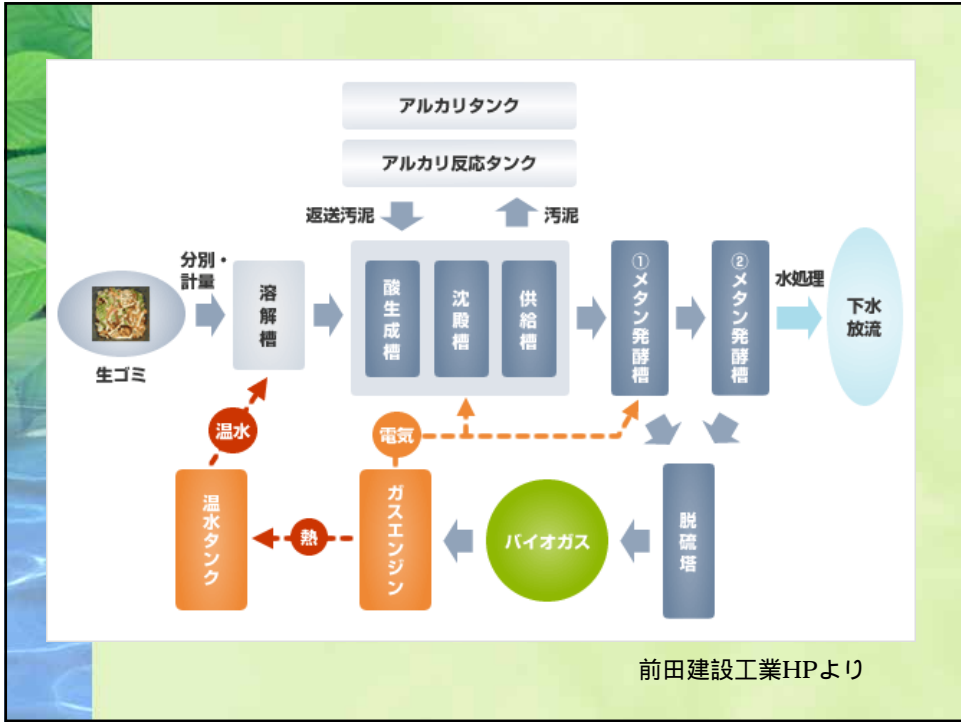 アルカリタンク
アルカリ反応タンク
返送汚泥
汚泥
分別・
計量
生ゴミ
溶解槽
酸生成槽
沈殿槽
供給槽
①メタン発酵槽
②メタン発酵槽
水処理
下水
放流
温水
電気
温水タンク
熱
ガスエンジン
バイオガス
脱硫塔
前田建設工業HPより